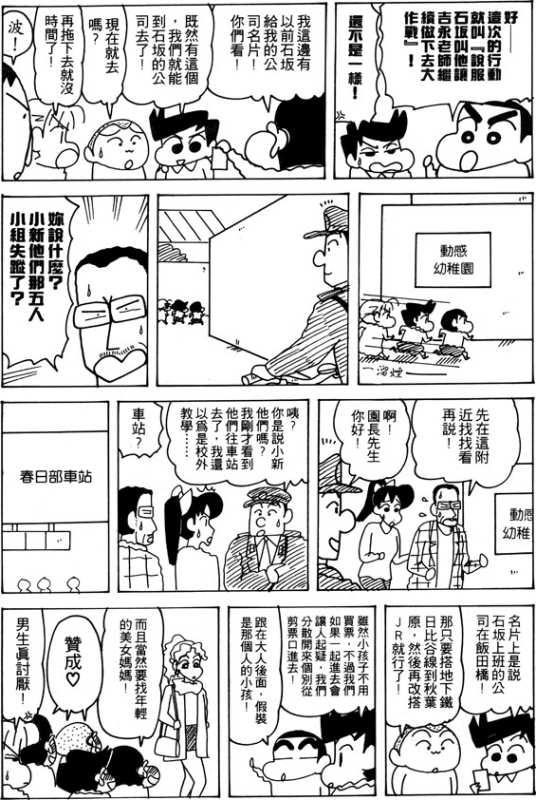 好——
這次的行動
就叫『說服
石坂叫他讓
吉永老師繼
續做下去大
作戰』！
還不是一樣！
我這邊有
以前石坂
給我的公
司名片！
你們看！
既然有這個
，我們就能
到石坂的公
司去了！
現在就去
嗎？
再拖下去就沒
時間了！
波！
動感
幼稚園
一溜煙
妳說什麼？
小新他們那五人
小組失蹤了？
先在這附
近找找看
再說！
啊！
園長先生
你好！
動感
幼稚
咦？
你是說小新
他們嗎？
我剛才看到
他們往車站
去了，我還
以為是校外
教學……
車站？
春日部車站
名片上是說
石坂上班的公
司在飯田橋！
那只要搭地下鐵
日比谷線到秋葉
原，然後再改搭
ＪＲ就行了！
雖然小孩子不用
買票，不過我們
如果一起進去會
讓人起疑，我們
分散開來個別從
剪票口進去！
跟在大人後面，假裝
是那個人的小孩！
而且當然要找年輕
的美女媽媽！
贊成♡
男生真討厭！